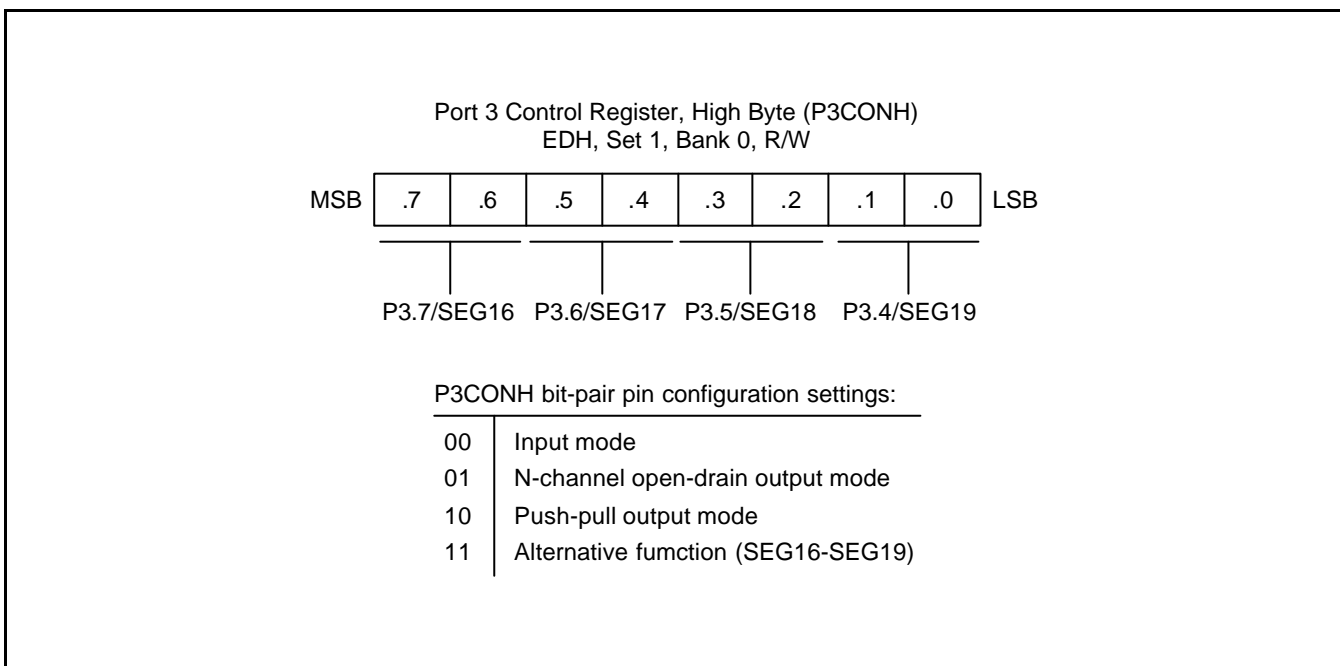 Port 3 Control Register, High Byte (P3CONH)
EDH, Set 1, Bank 0, R/W
MSB .7 .6 .5 .4 .3 .2 .1 .0 LSB
P3.7/SEG16 P3.6/SEG17 P3.5/SEG18 P3.4/SEG19
P3CONH bit-pair pin configuration settings:
00 Input mode
01 N-channel open-drain output mode
10 Push-pull output mode
11 Alternative fumction (SEG16-SEG19)